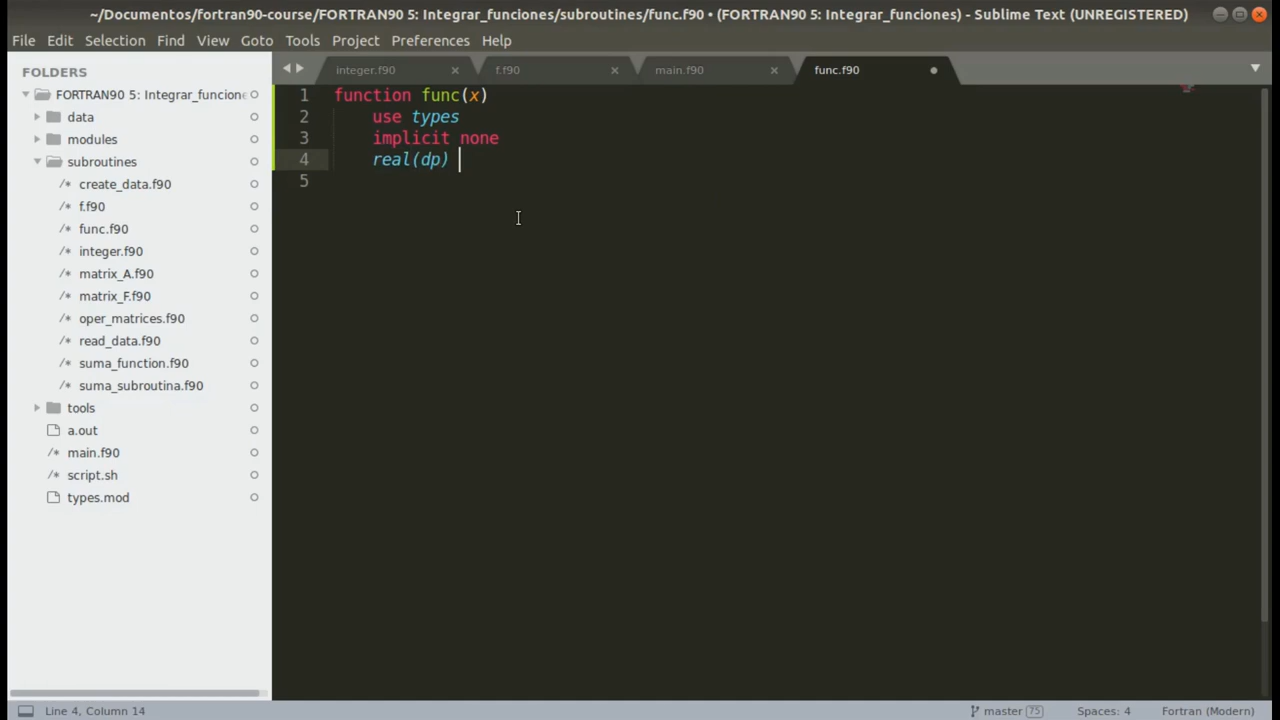 ~/Documentos/fortran90-course/FORTRAN90 5: Integrar_funciones/subroutines/func.f90 • (FORTRAN90 5: Integrar_funciones) - Sublime Text (UNREGISTERED)
File Edit Selection Find View Goto Tools Project Preferences Help
FOLDERS
FORTRAN90 5: Integrar_funcione
data
modules
subroutines
/* create_data.f90
/* f.f90
/* func.f90
/* integer.f90
/* matrix_A.f90
/* matrix_F.f90
/* oper_matrices.f90
/* read_data.f90
/* suma_function.f90
/* suma_subroutina.f90
tools
a.out
/* main.f90
/* script.sh
types.mod
integer.f90 f.f90 main.f90 func.f90
1 function func(x)
2 use types
3 implicit none
4 real(dp)
5
Line 4, Column 14 master 75 Spaces: 4 Fortran (Modern)